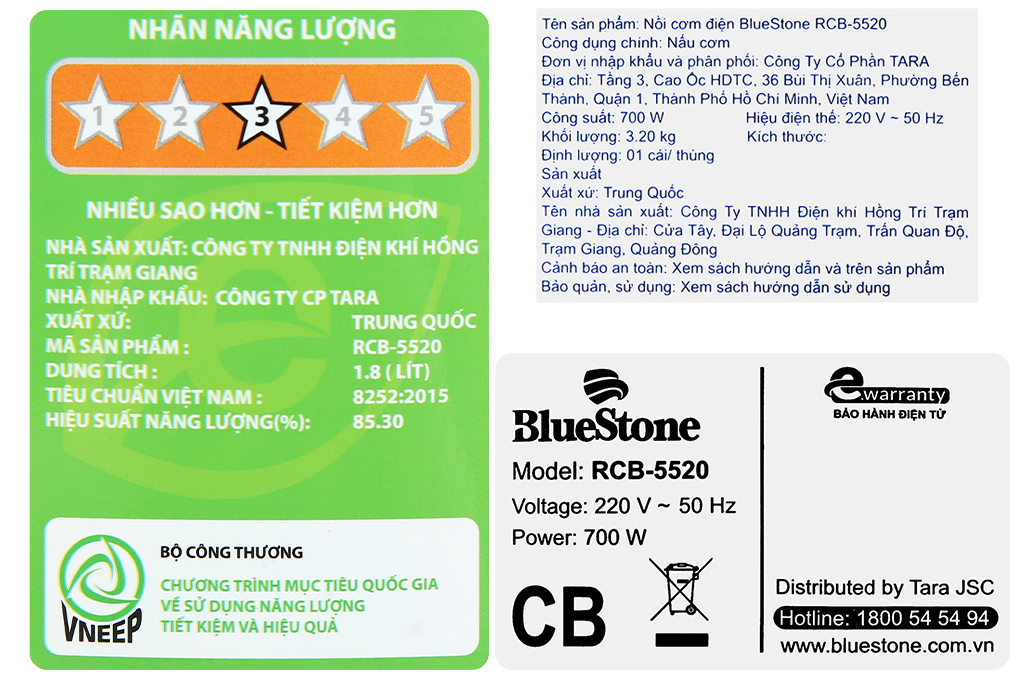 NHÃN NĂNG LƯỢNG
1 2 3 4 5
NHIỀU SAO HƠN - TIẾT KIỆM HƠN
NHÀ SẢN XUẤT: CÔNG TY TNHH ĐIỆN KHÍ HỒNG
TRÍ TRẠM GIANG
NHÀ NHẬP KHẨU: CÔNG TY CP TARA
XUẤT XỨ: TRUNG QUỐC
MÃ SẢN PHẨM : RCB-5520
DUNG TÍCH : 1.8 ( LÍT)
TIÊU CHUẨN VIỆT NAM : 8252:2015
HIỆU SUẤT NĂNG LƯỢNG(%): 85.30
VNEEP
BỘ CÔNG THƯƠNG
CHƯƠNG TRÌNH MỤC TIÊU QUỐC GIA
VỀ SỬ DỤNG NĂNG LƯỢNG
TIẾT KIỆM VÀ HIỆU QUẢ
Tên sản phẩm: Nồi cơm điện BlueStone RCB-5520
Công dụng chính: Nấu cơm
Đơn vị nhập khẩu và phân phối: Công Ty Cổ Phần TARA
Địa chỉ: Tầng 3, Cao Ốc HDTC, 36 Bùi Thị Xuân, Phường Bến
Thành, Quận 1, Thành Phố Hồ Chí Minh, Việt Nam
Công suất: 700 W Hiệu điện thế: 220 V ~ 50 Hz
Khối lượng: 3.20 kg Kích thước:
Định lượng: 01 cái/ thùng
Sản xuất
Xuất xứ: Trung Quốc
Tên nhà sản xuất: Công Ty TNHH Điện khí Hồng Trí Trạm
Giang - Địa chỉ: Cửa Tây, Đại Lộ Quảng Trạm, Trấn Quan Độ,
Trạm Giang, Quảng Đông
Cảnh báo an toàn: Xem sách hướng dẫn và trên sản phẩm
Bảo quản, sử dụng: Xem sách hướng dẫn sử dụng
BlueStone
Model: RCB-5520
Voltage: 220 V ~ 50 Hz
Power: 700 W
CB
e.warranty
BẢO HÀNH ĐIỆN TỬ
Distributed by Tara JSC
Hotline: 1800 54 54 94
www.bluestone.com.vn